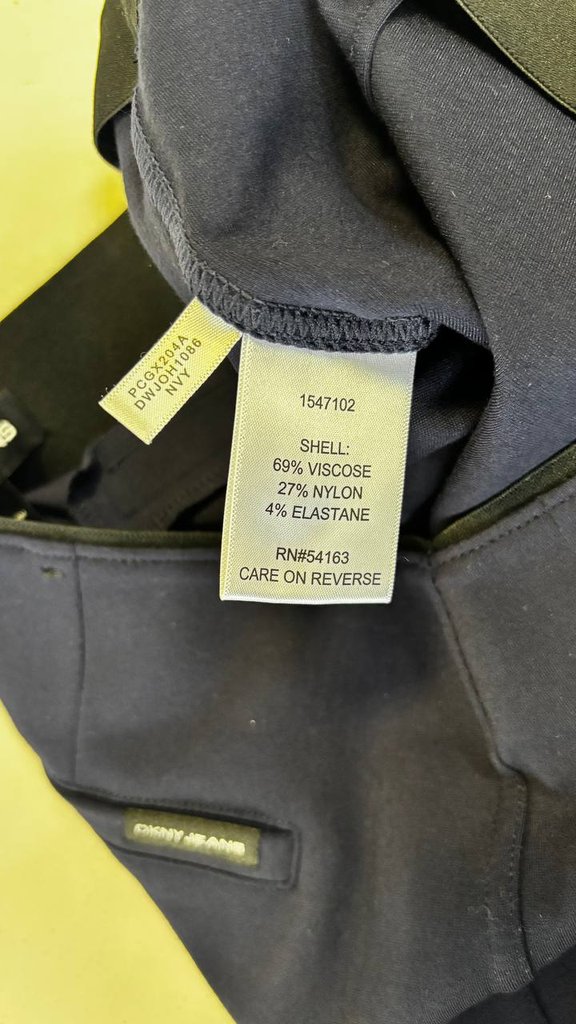 PCGX204A
DWJOH1086
NVY
1547102
SHELL:
69% VISCOSE
27% NYLON
4% ELASTANE
RN#54163
CARE ON REVERSE
DKNY JEANS